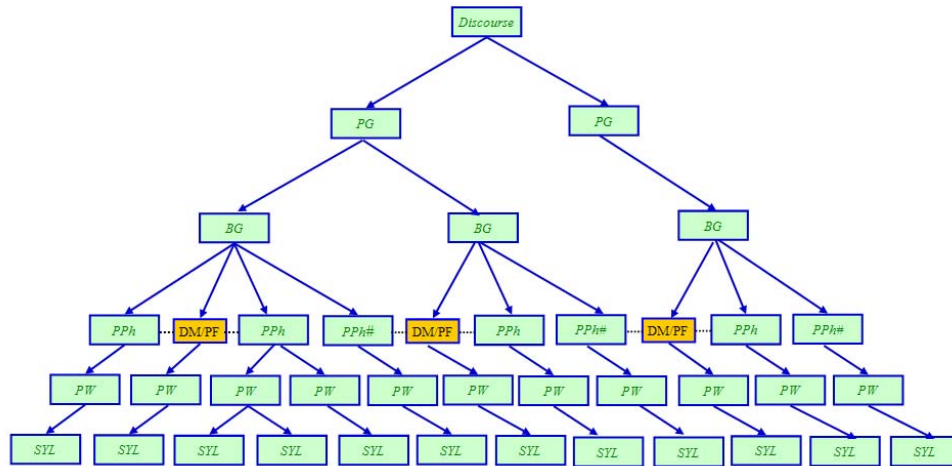 Discourse
PG PG
BG BG BG
PPh DM/PF PPh PPh# DM/PF PPh PPh# DM/PF PPh PPh#
PW PW PW PW PW PW PW PW PW PW PW
SYL SYL SYL SYL SYL SYL SYL SYL SYL SYL SYL SYL